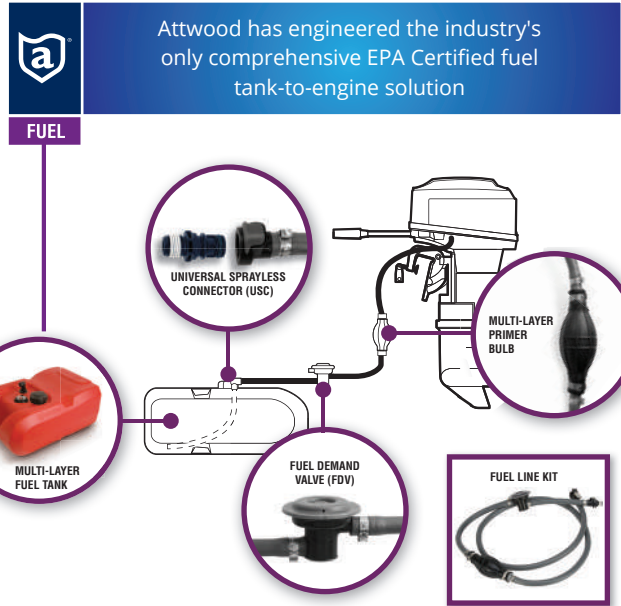 a
Attwood has engineered the industry's
only comprehensive EPA Certified fuel
tank-to-engine solution
FUEL
UNIVERSAL SPRAYLESS
CONNECTOR (USC)
MULTI-LAYER
PRIMER
BULB
MULTI-LAYER
FUEL TANK
FUEL DEMAND
VALVE (FDV)
FUEL LINE KIT